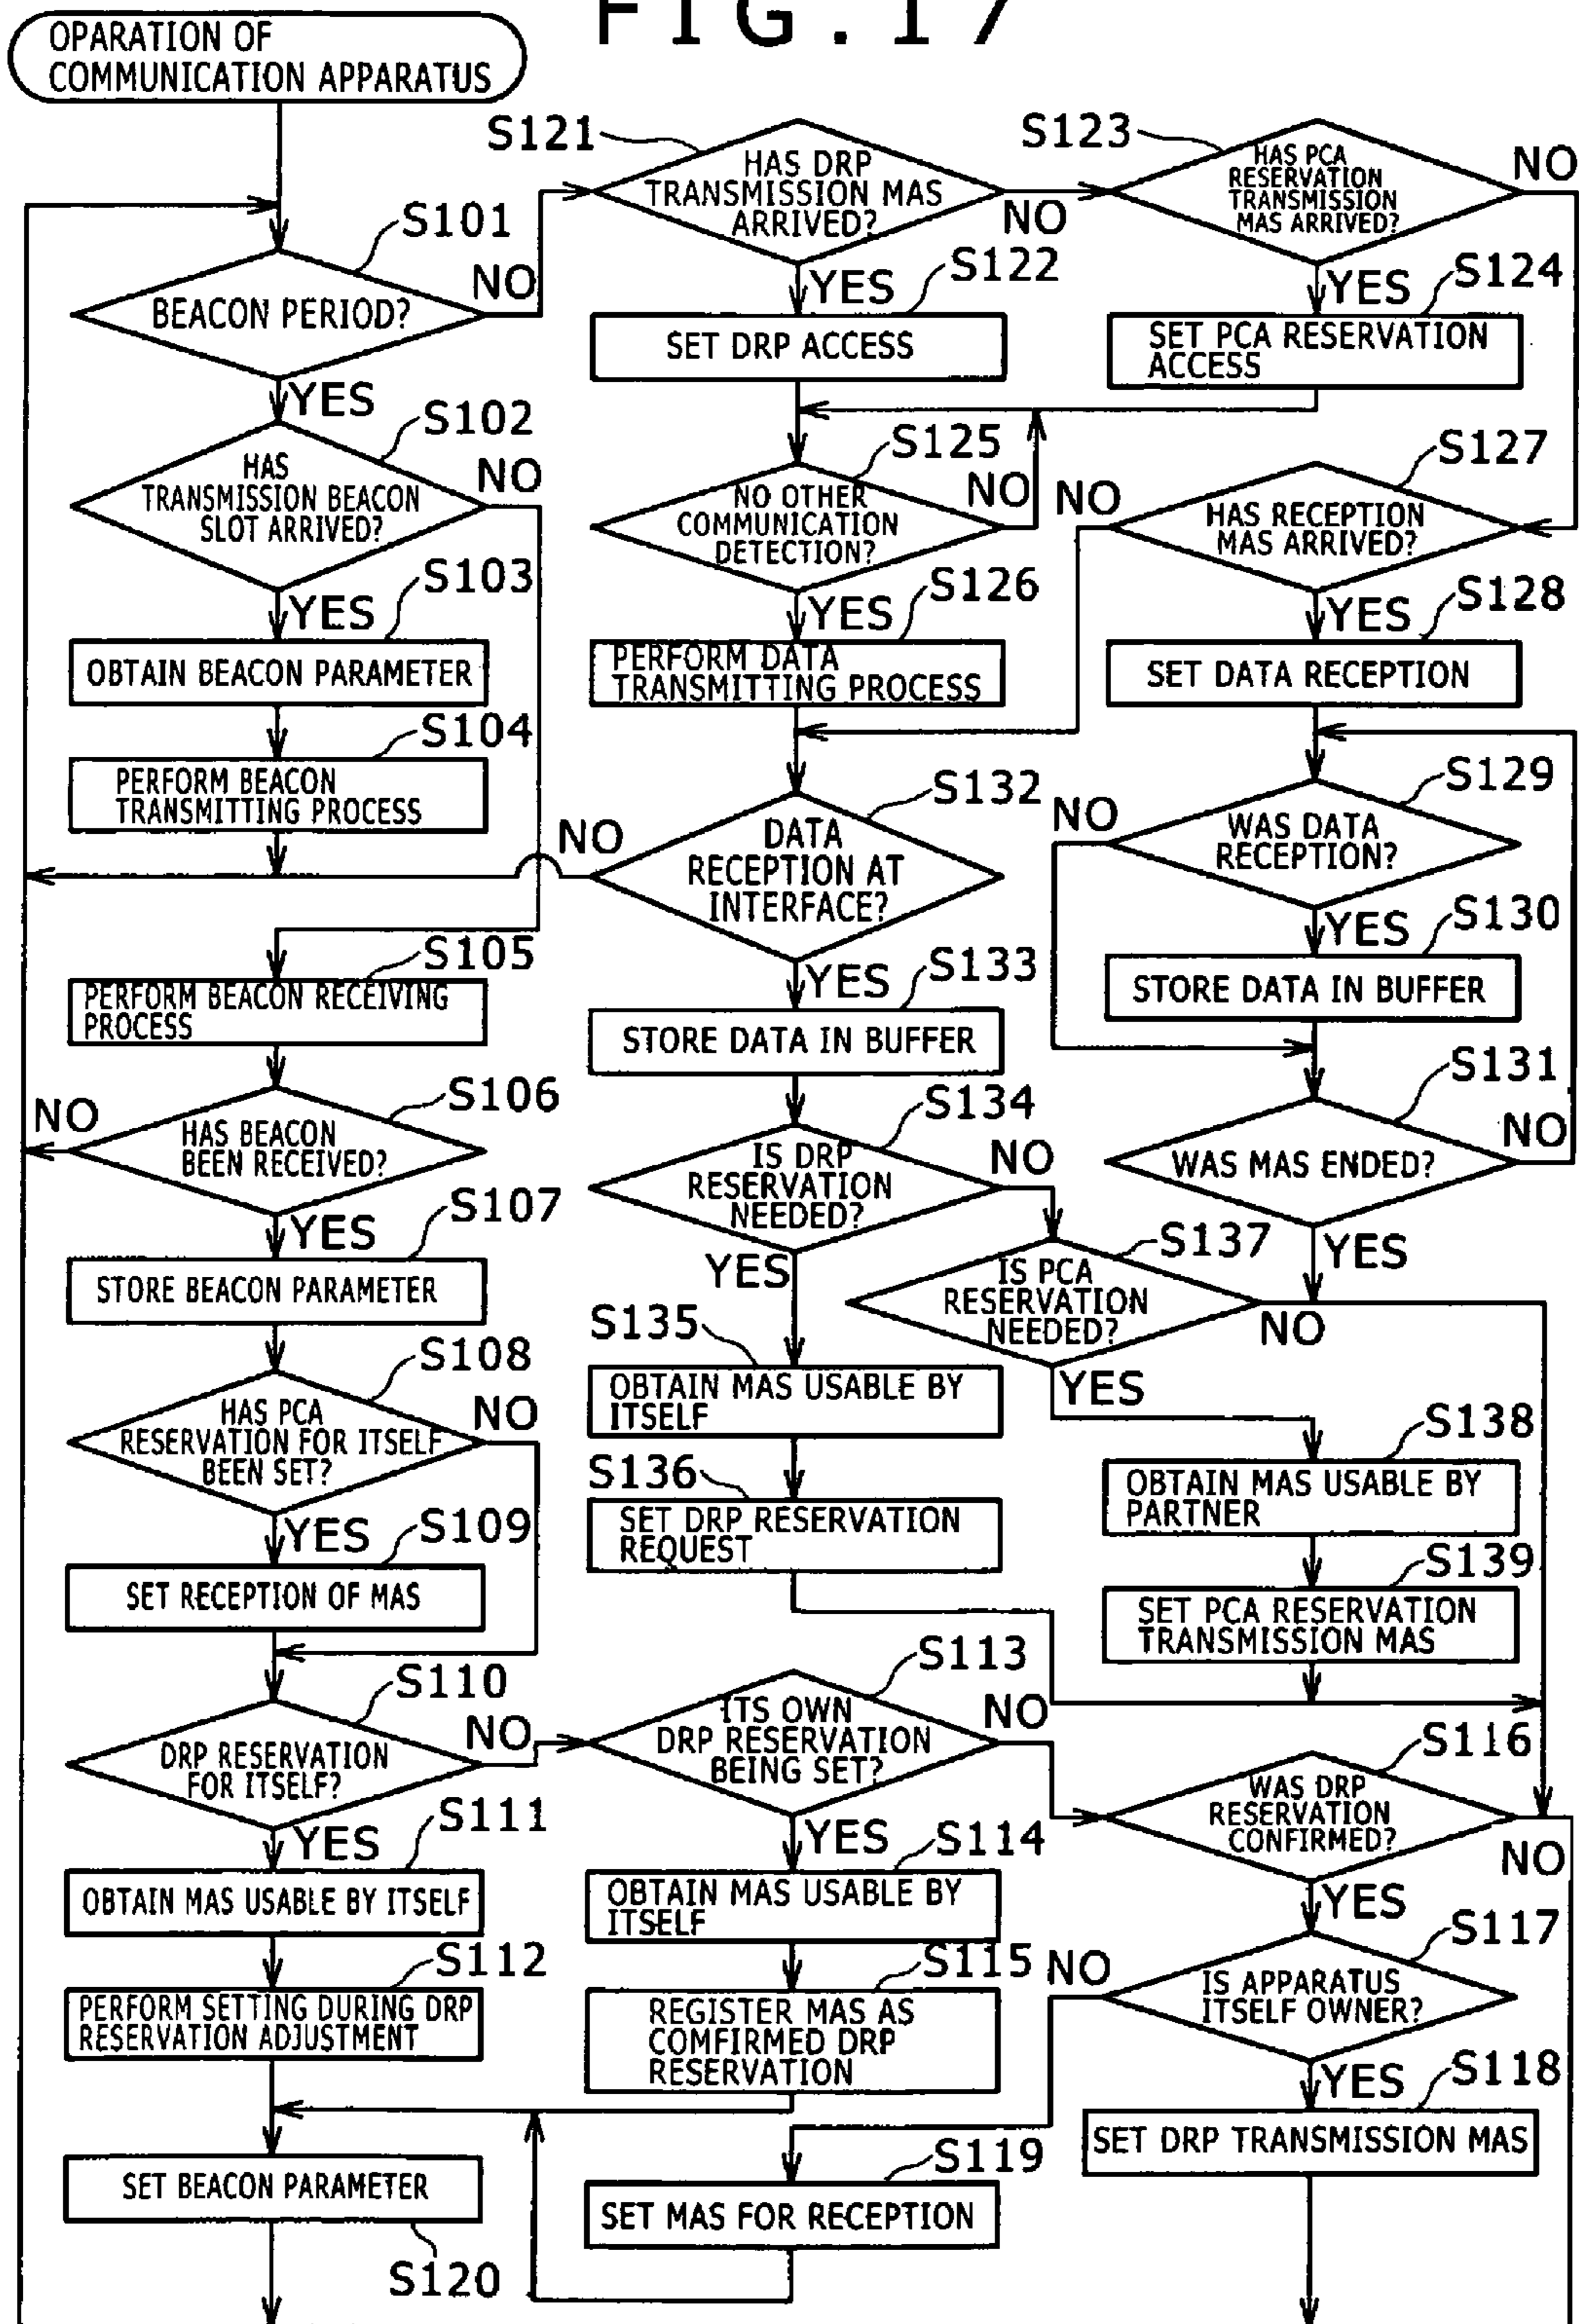 FIG.17
OPARATION OF
COMMUNICATION APPARATUS
S101
BEACON PERIOD?
NO
YES
S102
HAS
TRANSMISSION BEACON
SLOT ARRIVED?
NO
YES
S103
OBTAIN BEACON PARAMETER
S104
PERFORM BEACON
TRANSMITTING PROCESS
S105
PERFORM BEACON RECEIVING
PROCESS
S106
NO
HAS BEACON
BEEN RECEIVED?
YES
S107
STORE BEACON PARAMETER
S108
HAS PCA
RESERVATION FOR ITSELF
BEEN SET?
NO
YES
S109
SET RECEPTION OF MAS
S110
DRP RESERVATION
FOR ITSELF?
NO
YES
S111
OBTAIN MAS USABLE BY ITSELF
S112
PERFORM SETTING DURING DRP
RESERVATION ADJUSTMENT
SET BEACON PARAMETER
S120
S121
HAS DRP
TRANSMISSION MAS
ARRIVED?
NO
YES
S122
SET DRP ACCESS
S125
NO OTHER
COMMUNICATION
DETECTION?
NO
YES
S126
PERFORM DATA
TRANSMITTING PROCESS
S132
NO
DATA
RECEPTION AT
INTERFACE?
YES
S133
STORE DATA IN BUFFER
S134
IS DRP
RESERVATION
NEEDED?
NO
YES
S135
OBTAIN MAS USABLE BY
ITSELF
S136
SET DRP RESERVATION
REQUEST
S113
ITS OWN
DRP RESERVATION
BEING SET?
NO
YES
S114
OBTAIN MAS USABLE BY
ITSELF
S115
REGISTER MAS AS
COMFIRMED DRP
RESERVATION
S119
SET MAS FOR RECEPTION
S123
HAS PCA
RESERVATION
TRANSMISSION
MAS ARRIVED?
NO
YES
S124
SET PCA RESERVATION
ACCESS
S127
NO
HAS RECEPTION
MAS ARRIVED?
YES
S128
SET DATA RECEPTION
S129
NO
WAS DATA
RECEPTION?
YES
S130
STORE DATA IN BUFFER
S131
WAS MAS ENDED?
NO
YES
S137
IS PCA
RESERVATION
NEEDED?
NO
YES
S138
OBTAIN MAS USABLE BY
PARTNER
S139
SET PCA RESERVATION
TRANSMISSION MAS
S116
WAS DRP
RESERVATION
CONFIRMED?
NO
YES
S117
NO
IS APPARATUS
ITSELF OWNER?
YES
S118
SET DRP TRANSMISSION MAS